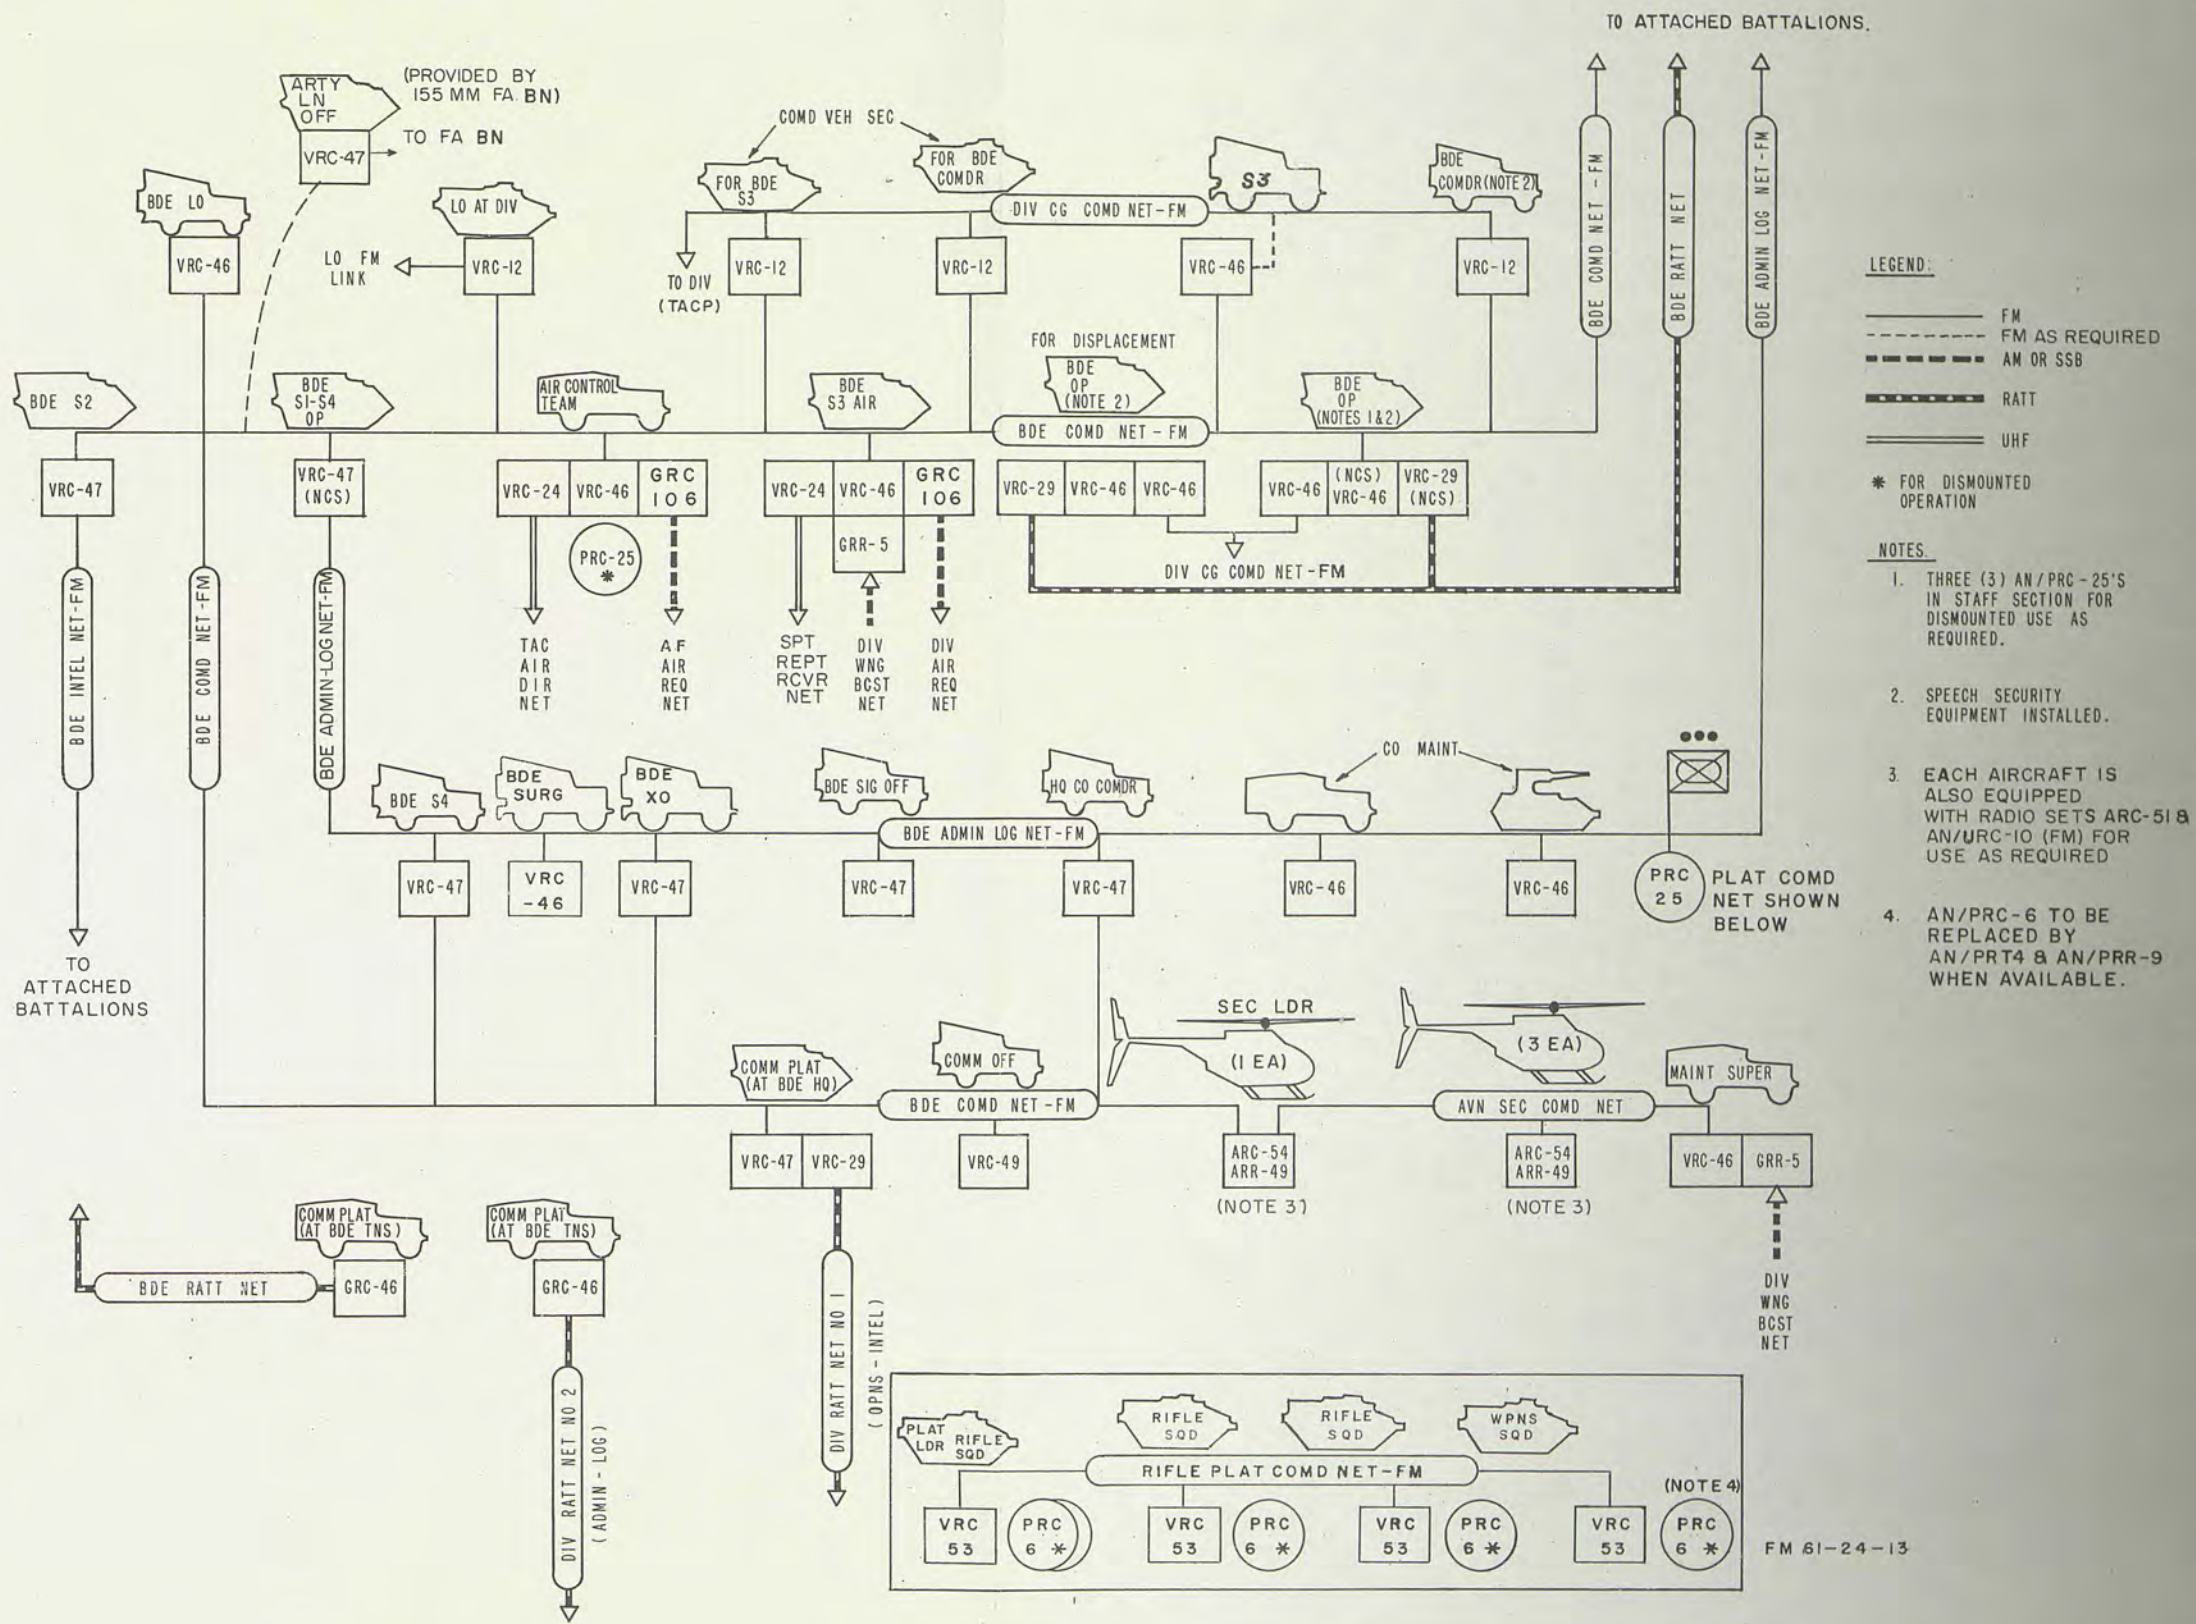 TO ATTACHED BATTALIONS.
ARTY
LN
OFF
(PROVIDED BY
155 MM FA. BN)
VRC-47
TO FA BN
BDE LO
VRC-46
LO AT DIV
LO FM
LINK
VRC-12
COMD VEH SEC
FOR BDE
S3
FOR BDE
COMDR
S3
BDE
COMDR(NOTE 2)
DIV CG COMD NET-FM
TO DIV
(TACP)
VRC-12
VRC-12
VRC-46
VRC-12
BDE COMD NET-FM
BDE RATT NET
BDE ADMIN LOG NET-FM
LEGEND:
FM
FM AS REQUIRED
AM OR SSB
RATT
UHF
* FOR DISMOUNTED
OPERATION
NOTES.
1. THREE (3) AN/PRC-25'S
IN STAFF SECTION FOR
DISMOUNTED USE AS
REQUIRED.
2. SPEECH SECURITY
EQUIPMENT INSTALLED.
3. EACH AIRCRAFT IS
ALSO EQUIPPED
WITH RADIO SETS ARC-51 &
AN/URC-10 (FM) FOR
USE AS REQUIRED
4. AN/PRC-6 TO BE
REPLACED BY
AN/PRT4 & AN/PRR-9
WHEN AVAILABLE.
BDE S2
BDE
S1-S4
OP
AIR CONTROL
TEAM
BDE
S3 AIR
FOR DISPLACEMENT
BDE
OP
(NOTE 2)
BDE
OP
(NOTES 1&2)
BDE COMD NET-FM
VRC-47
VRC-47
(NCS)
VRC-24
VRC-46
GRC
106
PRC-25
*
VRC-24
VRC-46
GRC
106
GRR-5
VRC-29
VRC-46
VRC-46
VRC-46
(NCS)
VRC-46
VRC-29
(NCS)
DIV CG COMD NET-FM
BDE INTEL NET-FM
BDE COMD NET-FM
BDE ADMIN-LOG NET-FM
TAC
AIR
DIR
NET
AF
AIR
REQ
NET
SPT
REPT
RCVR
NET
DIV
WNG
BCST
NET
DIV
AIR
REQ
NET
BDE S4
BDE
SURG
BDE
XO
BDE SIG OFF
HQ CO COMDR
CO MAINT
BDE ADMIN LOG NET-FM
VRC-47
VRC
-46
VRC-47
VRC-47
VRC-47
VRC-46
VRC-46
PRC
25
PLAT COMD
NET SHOWN
BELOW
TO
ATTACHED
BATTALIONS
COMM PLAT
(AT BDE HQ)
COMM OFF
SEC LDR
(1 EA)
(3 EA)
MAINT SUPER
BDE COMD NET-FM
AVN SEC COMD NET
VRC-47
VRC-29
VRC-49
ARC-54
ARR-49
(NOTE 3)
ARC-54
ARR-49
(NOTE 3)
VRC-46
GRR-5
DIV
WNG
BCST
NET
COMM PLAT
(AT BDE TNS)
BDE RATT NET
GRC-46
COMM PLAT
(AT BDE TNS)
GRC-46
DIV RATT NET NO 2
(ADMIN-LOG)
DIV RATT NET NO 1
(OPNS-INTEL)
PLAT
LDR RIFLE
SQD
RIFLE
SQD
RIFLE
SQD
WPNS
SQD
RIFLE PLAT COMD NET-FM
(NOTE 4)
VRC
53
PRC
6 *
VRC
53
PRC
6 *
VRC
53
PRC
6 *
VRC
53
PRC
6 *
FM 61-24-13